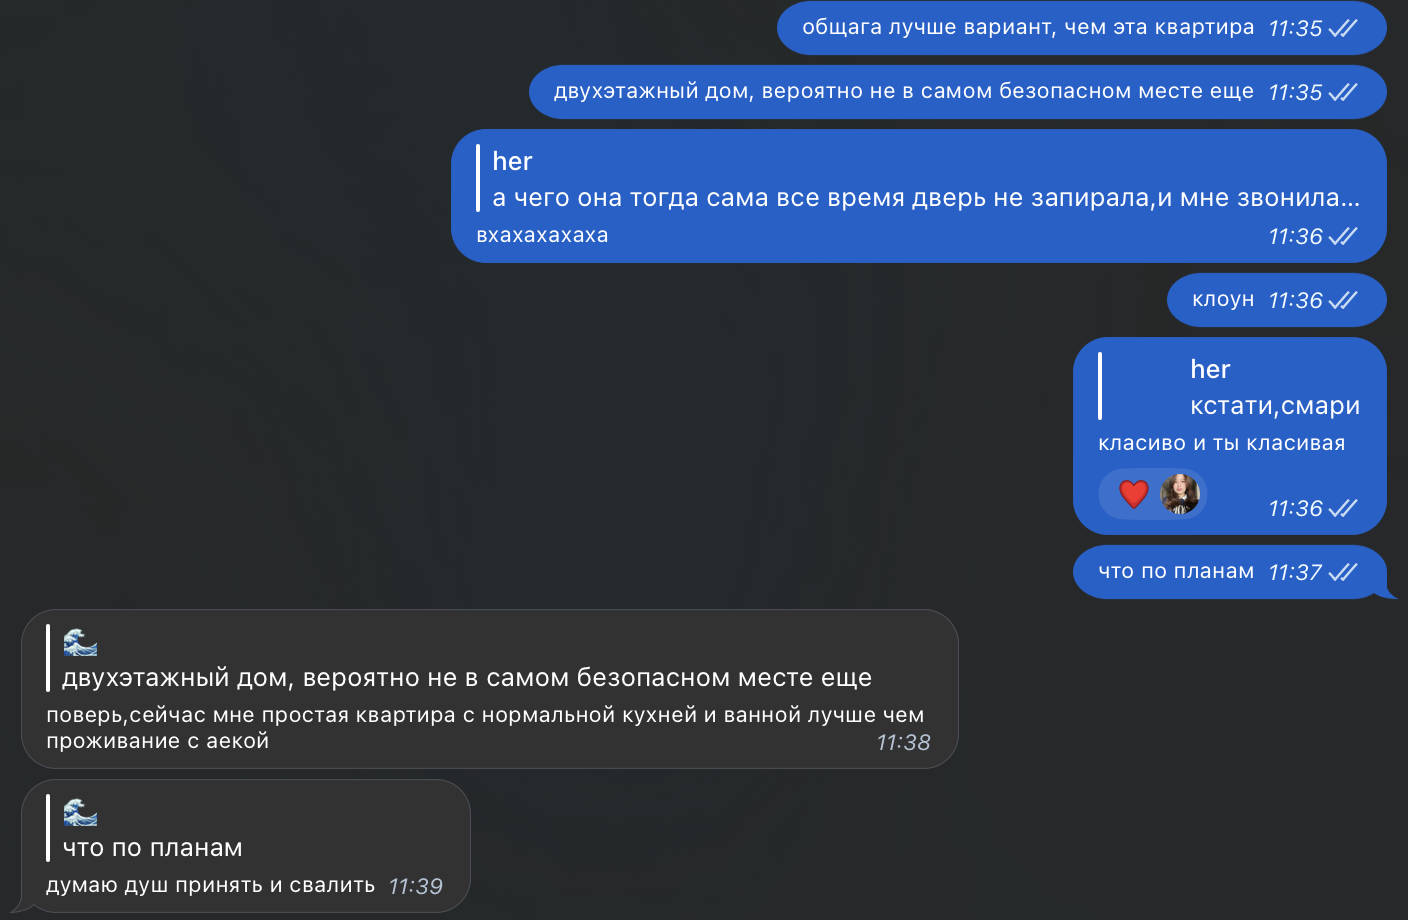 общага лучше вариант, чем эта квартира 11:35
двухэтажный дом, вероятно не в самом безопасном месте еще 11:35
her
а чего она тогда сама все время дверь не запирала,и мне звонила...
вхахахахаха 11:36
клоун 11:36
her
кстати,смари
класиво и ты класивая
11:36
что по планам 11:37
двухэтажный дом, вероятно не в самом безопасном месте еще
поверь,сейчас мне простая квартира с нормальной кухней и ванной лучше чем
проживание с аекой 11:38
что по планам
думаю душ принять и свалить 11:39